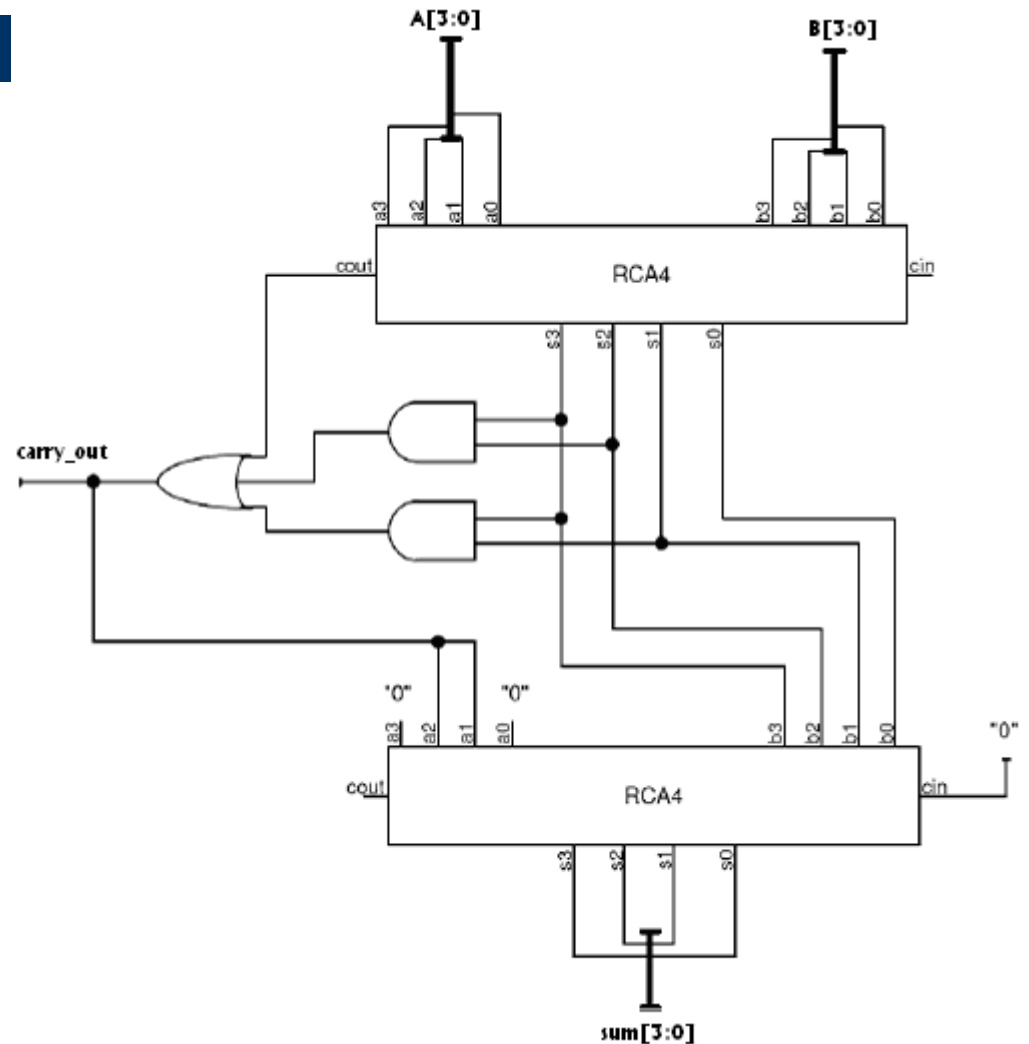 A[3:0]
B[3:0]
a3 a2 a1 a0 b3 b2 b1 b0
cout RCA4 cin
s3 s2 s1 s0
carry_out
"0" "0"
a3 a2 a1 a0 b3 b2 b1 b0 "0"
cout RCA4 cin
s3 s2 s1 s0
sum[3:0]